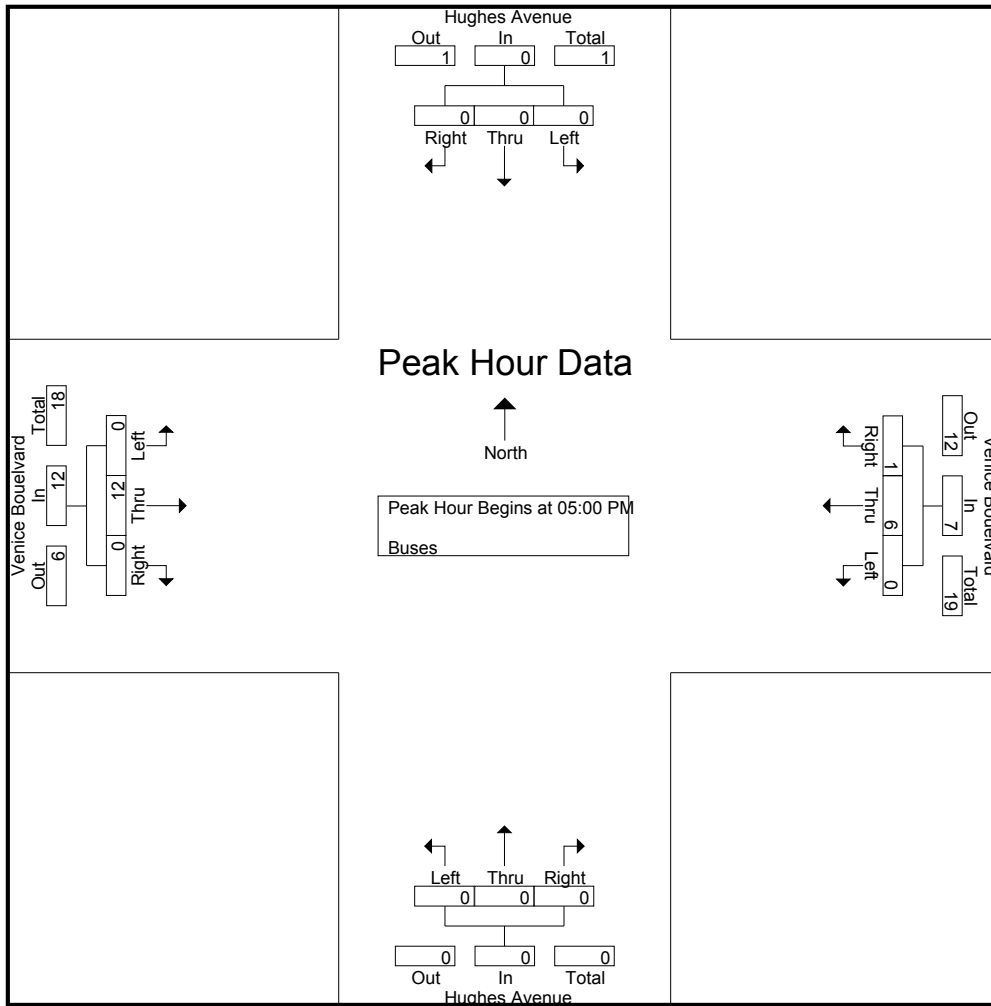 Hughes Avenue
Out In Total
1 0 1
0 0 0
Right Thru Left
Peak Hour Data
North
Peak Hour Begins at 05:00 PM
Buses
Venice Bouelvard
Total In Out
18 12 6
0 12 0
Left Thru Right
Venice Bouelvard
Out In Total
12 7 19
1 6 0
Right Thru Left
Left Thru Right
0 0 0
0 0 0
Out In Total
Hughes Avenue